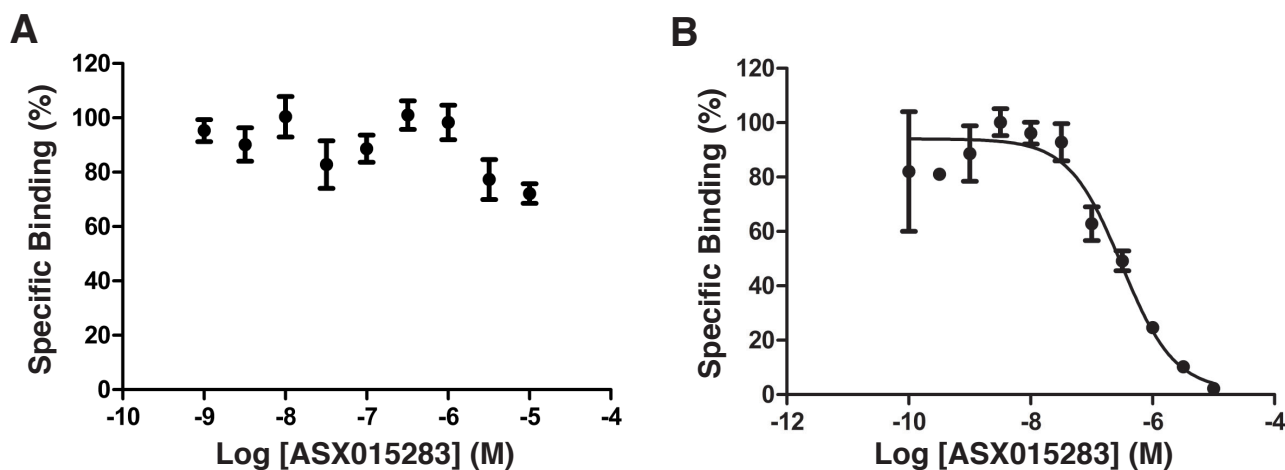 A
B
120
100
80
60
40
20
0
Specific Binding (%)
-10 -9 -8 -7 -6 -5 -4
Log [ASX015283] (M)
120
100
80
60
40
20
0
Specific Binding (%)
-12 -10 -8 -6 -4
Log [ASX015283] (M)